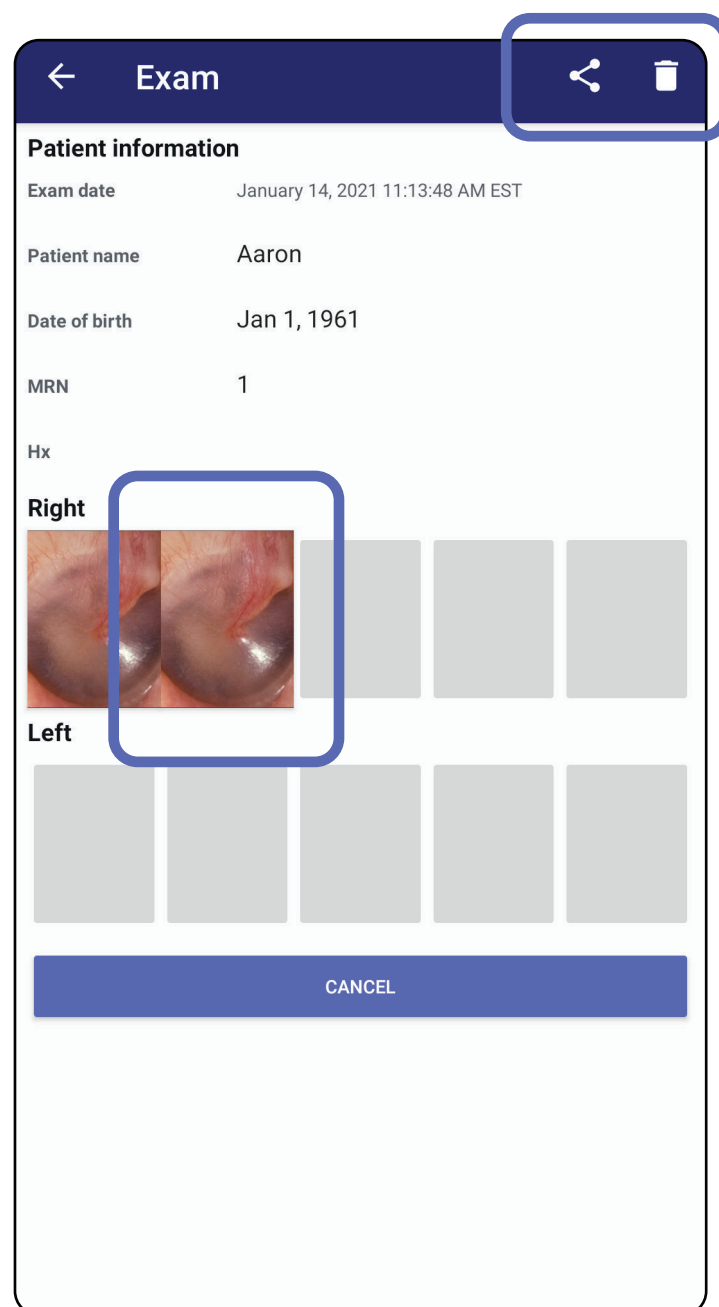 Exam
Patient information
Exam date January 14, 2021 11:13:48 AM EST
Patient name Aaron
Date of birth Jan 1, 1961
MRN 1
Hx
Right
Left
CANCEL